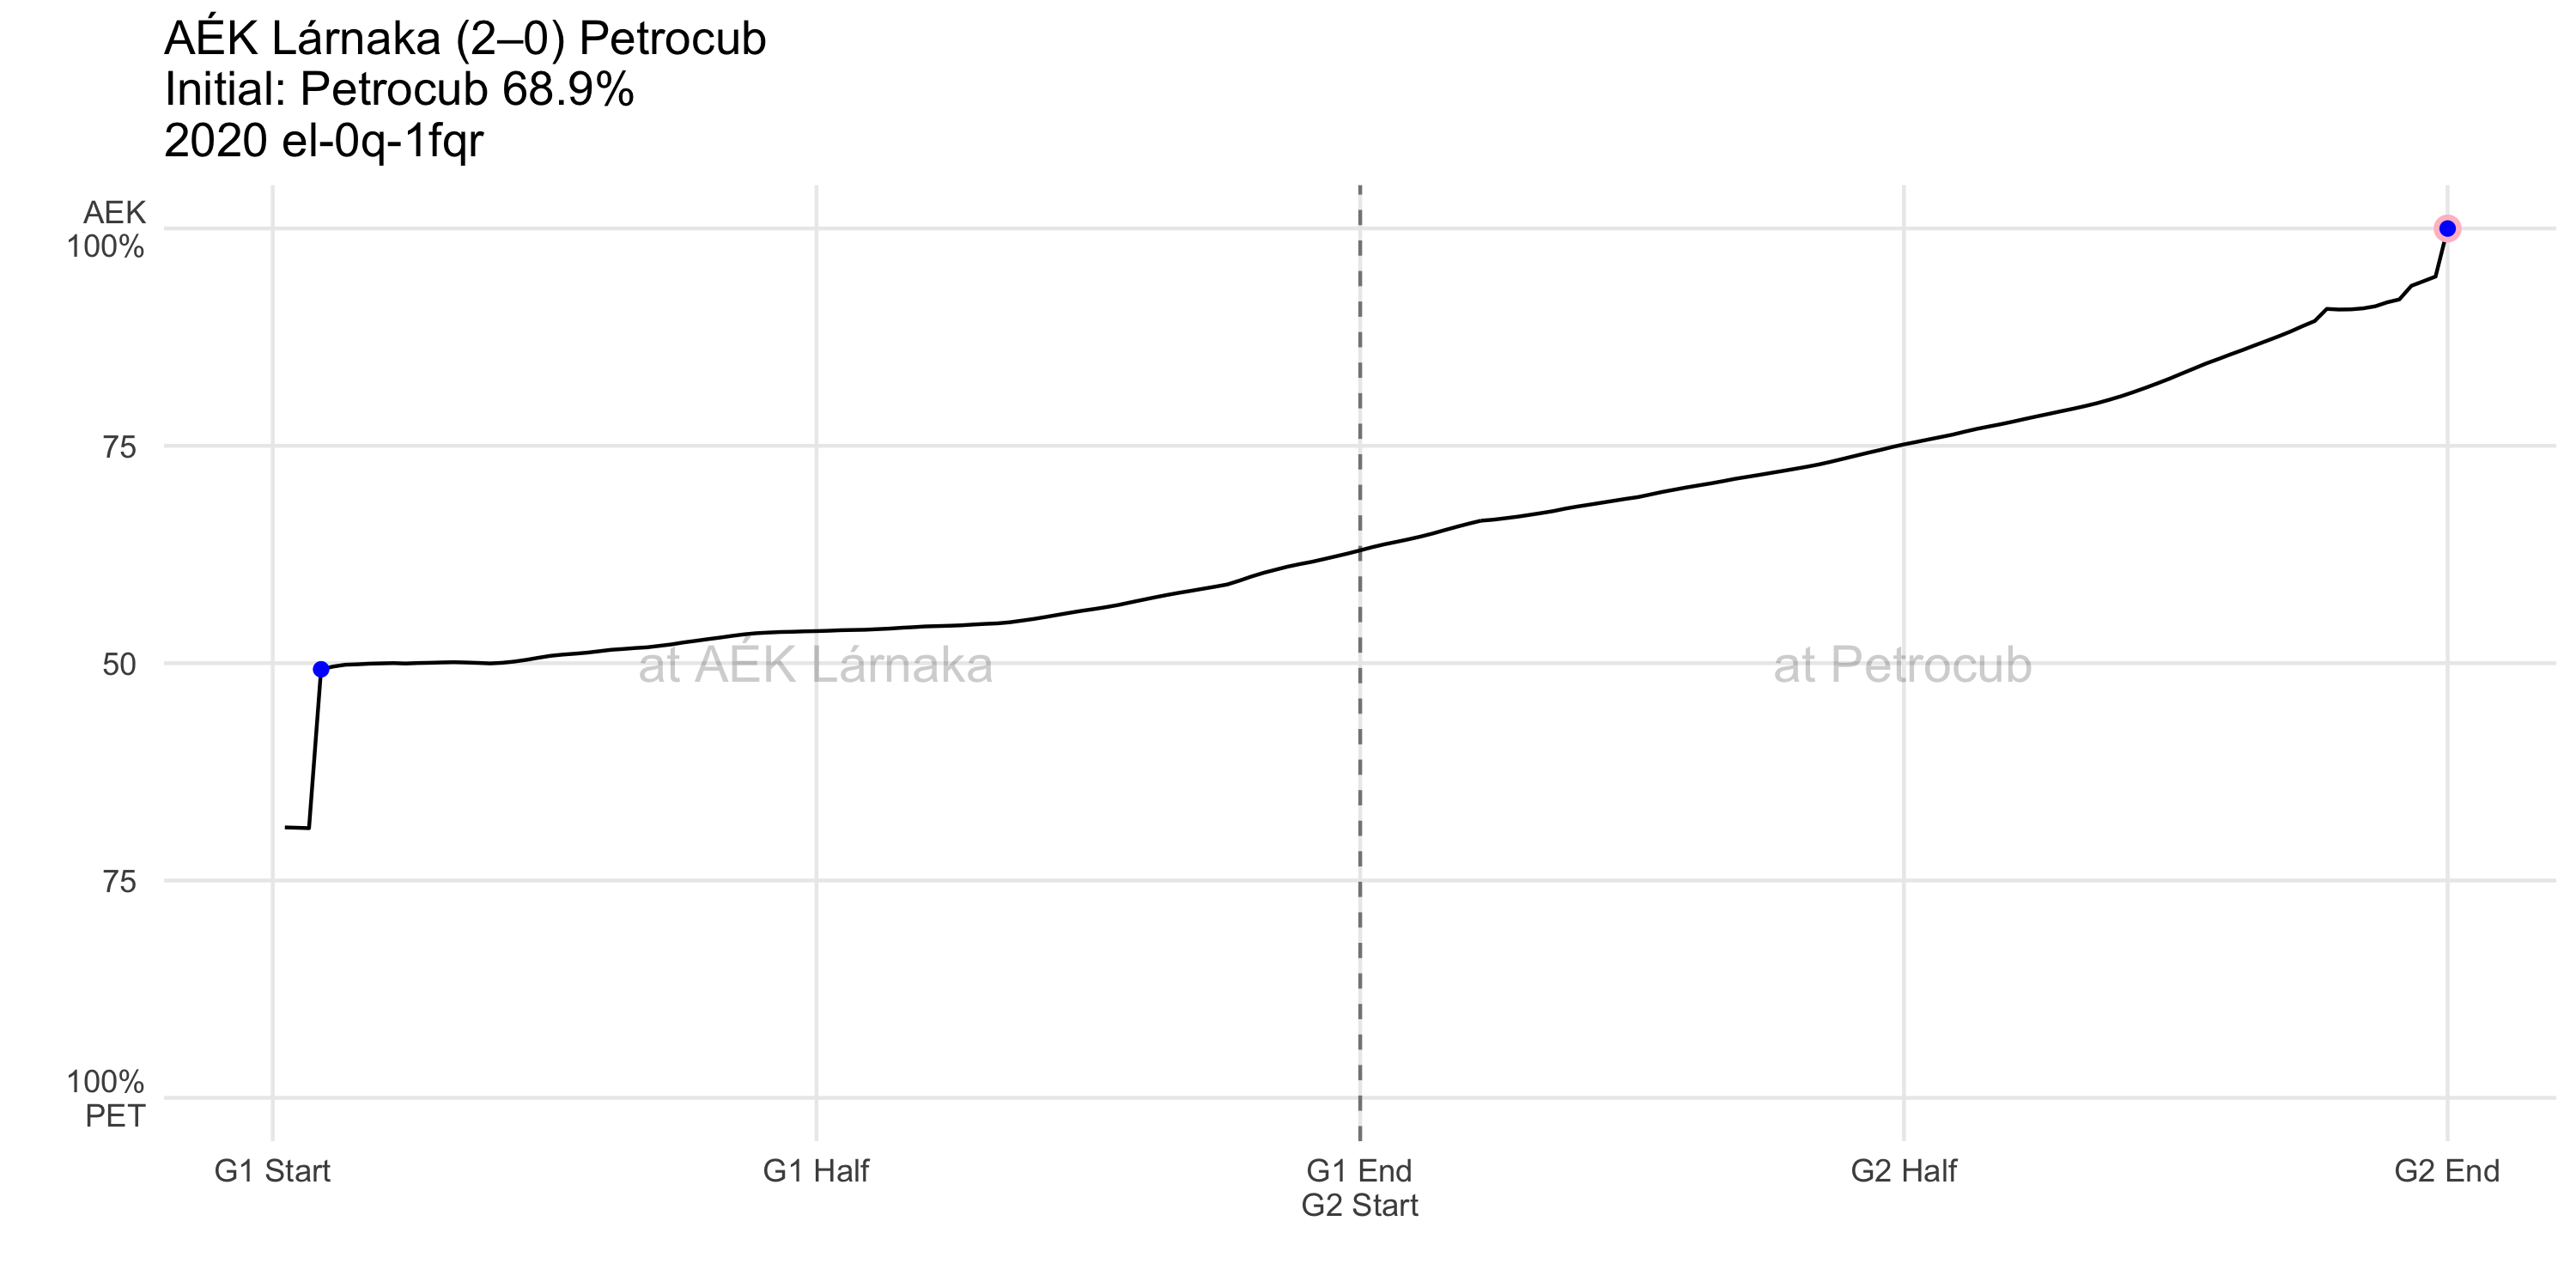 AÉK Lárnaka (2–0) Petrocub
Initial: Petrocub 68.9%
2020 el-0q-1fqr
AEK
100%
75
50
at AÉK Lárnaka
at Petrocub
75
100%
PET
G1 Start
G1 Half
G1 End
G2 Start
G2 Half
G2 End